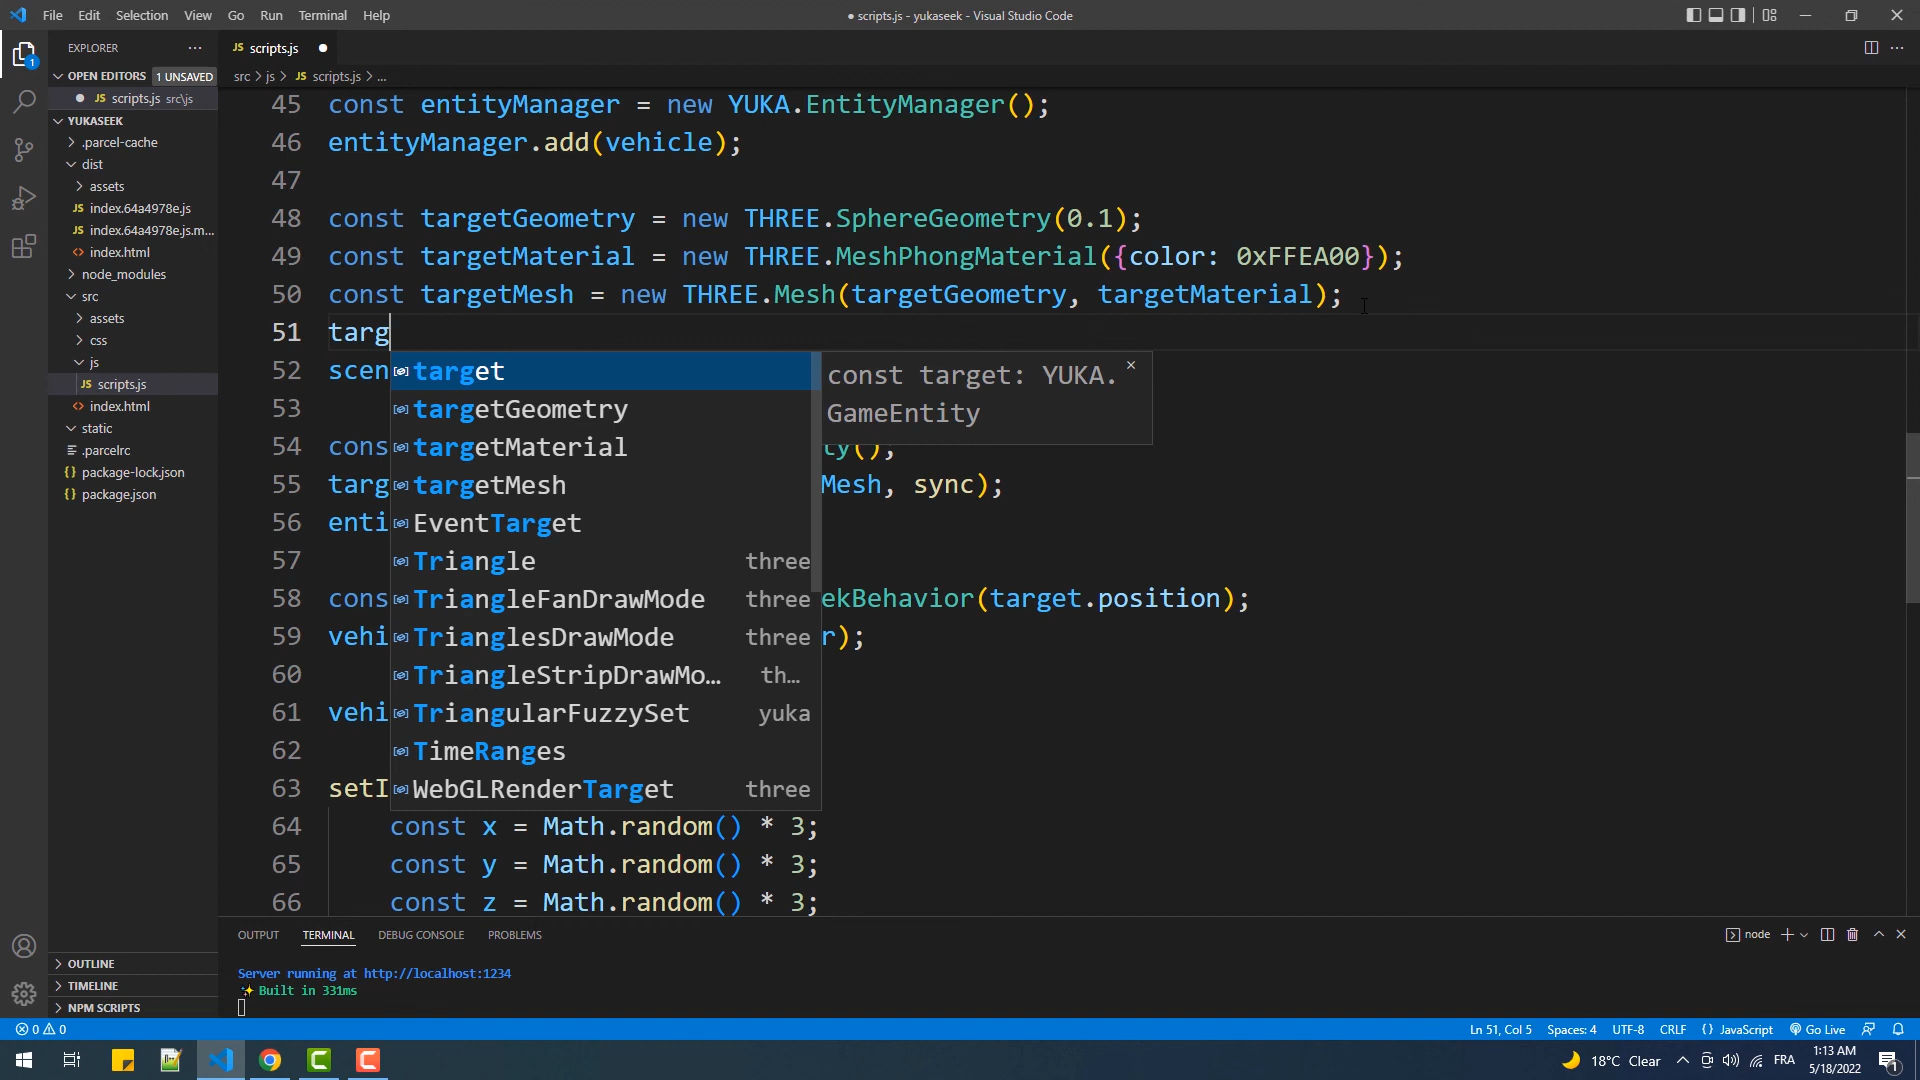 File Edit Selection View Go Run Terminal Help
● scripts.js - yukaseek - Visual Studio Code
EXPLORER
OPEN EDITORS 1 UNSAVED
JS scripts.js src\js
YUKASEEK
.parcel-cache
dist
assets
JS index.64a4978e.js
JS index.64a4978e.js.m...
index.html
node_modules
src
assets
css
js
JS scripts.js
index.html
static
.parcelrc
package-lock.json
package.json
OUTLINE
TIMELINE
NPM SCRIPTS
JS scripts.js
src > js > JS scripts.js > ...
45 const entityManager = new YUKA.EntityManager();
46 entityManager.add(vehicle);
47
48 const targetGeometry = new THREE.SphereGeometry(0.1);
49 const targetMaterial = new THREE.MeshPhongMaterial({color: 0xFFEA00});
50 const targetMesh = new THREE.Mesh(targetGeometry, targetMaterial);
51 targ
52 scen
53
54 cons ty();
55 targ Mesh, sync);
56 enti
57
58 cons ekBehavior(target.position);
59 vehi r);
60
61 vehi
62
63 setI
64 const x = Math.random() * 3;
65 const y = Math.random() * 3;
66 const z = Math.random() * 3;
target
targetGeometry
targetMaterial
targetMesh
EventTarget
Triangle three
TriangleFanDrawMode three
TrianglesDrawMode three
TriangleStripDrawMo... th...
TriangularFuzzySet yuka
TimeRanges
WebGLRenderTarget three
const target: YUKA.
GameEntity
OUTPUT TERMINAL DEBUG CONSOLE PROBLEMS
node
Server running at http://localhost:1234
✨ Built in 331ms
0 0
Ln 51, Col 5 Spaces: 4 UTF-8 CRLF {} JavaScript Go Live
18°C Clear FRA
1:13 AM
5/18/2022
1
1